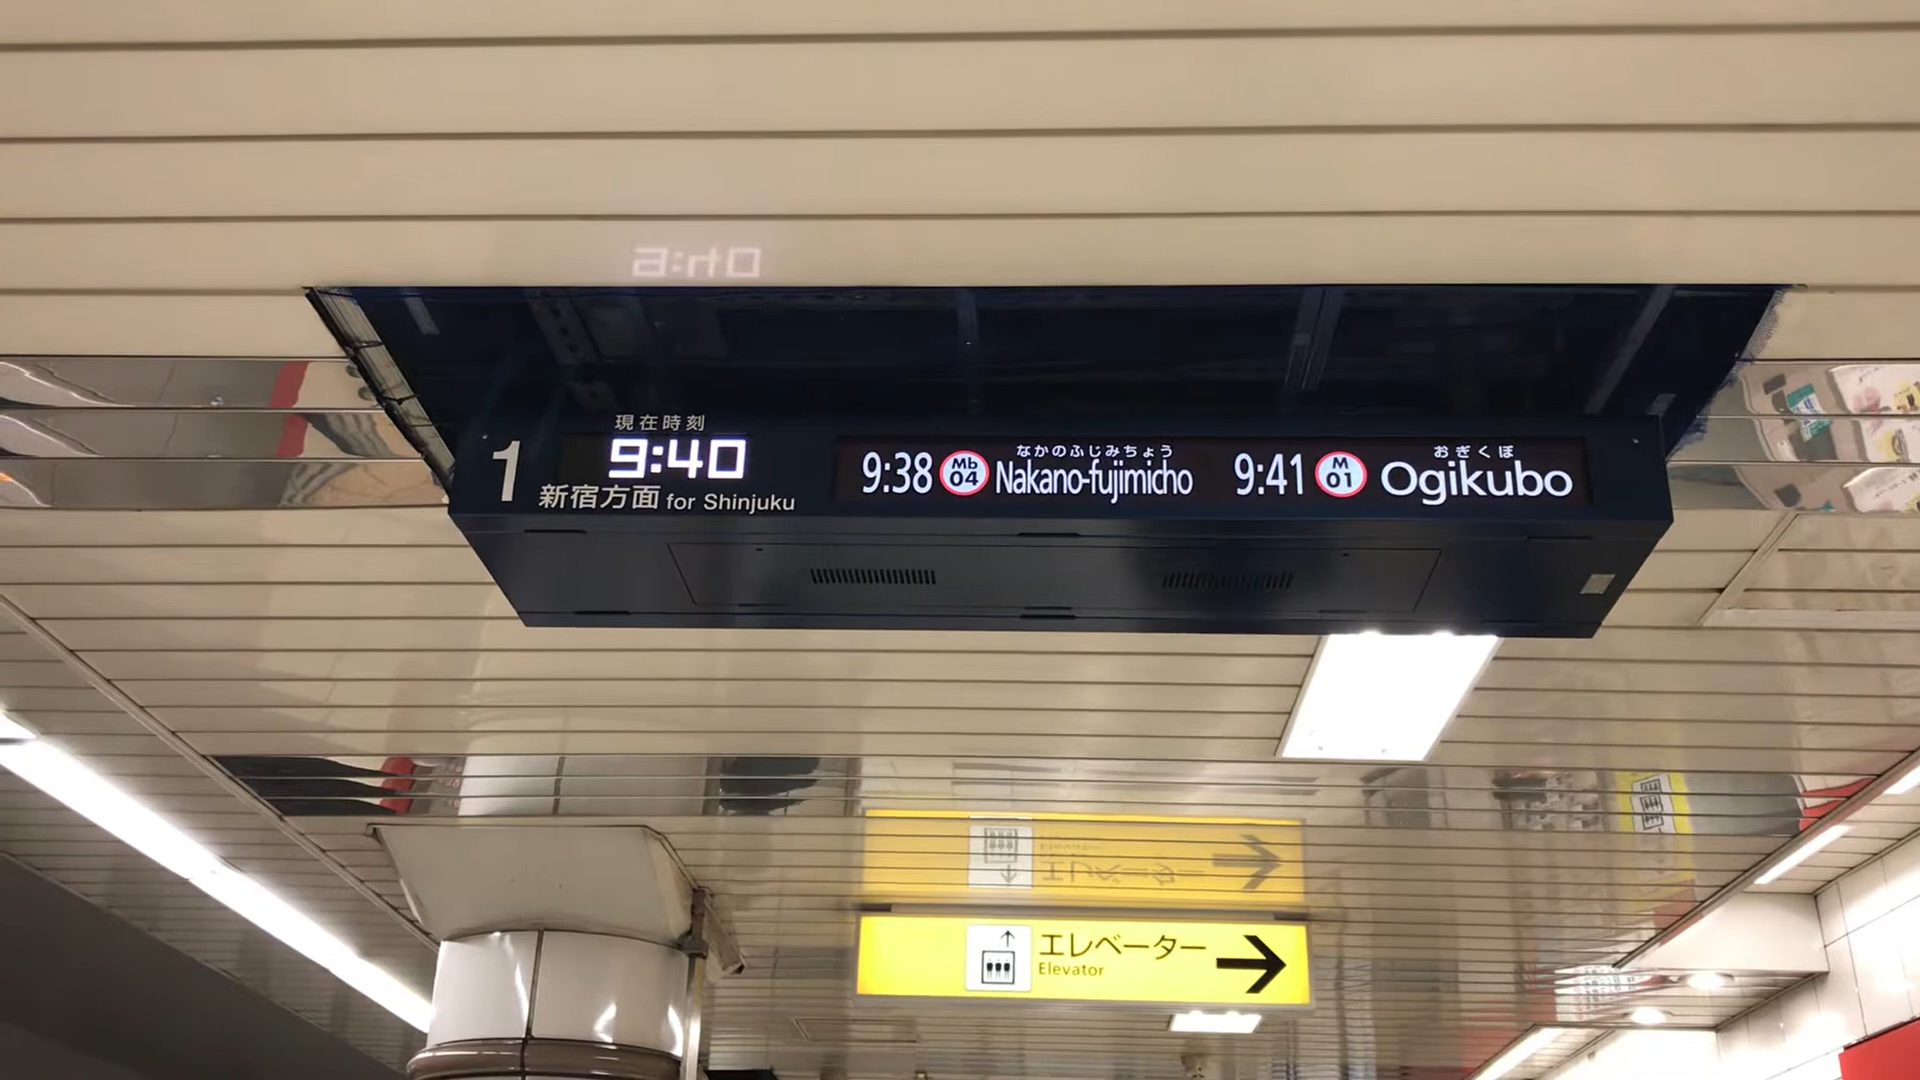 1
現在時刻
9:40
新宿方面 for Shinjuku
なかのふじみちょう
9:38 Mb 04 Nakano-fujimicho
おぎくぼ
9:41 M 01 Ogikubo
エレベーター
Elevator